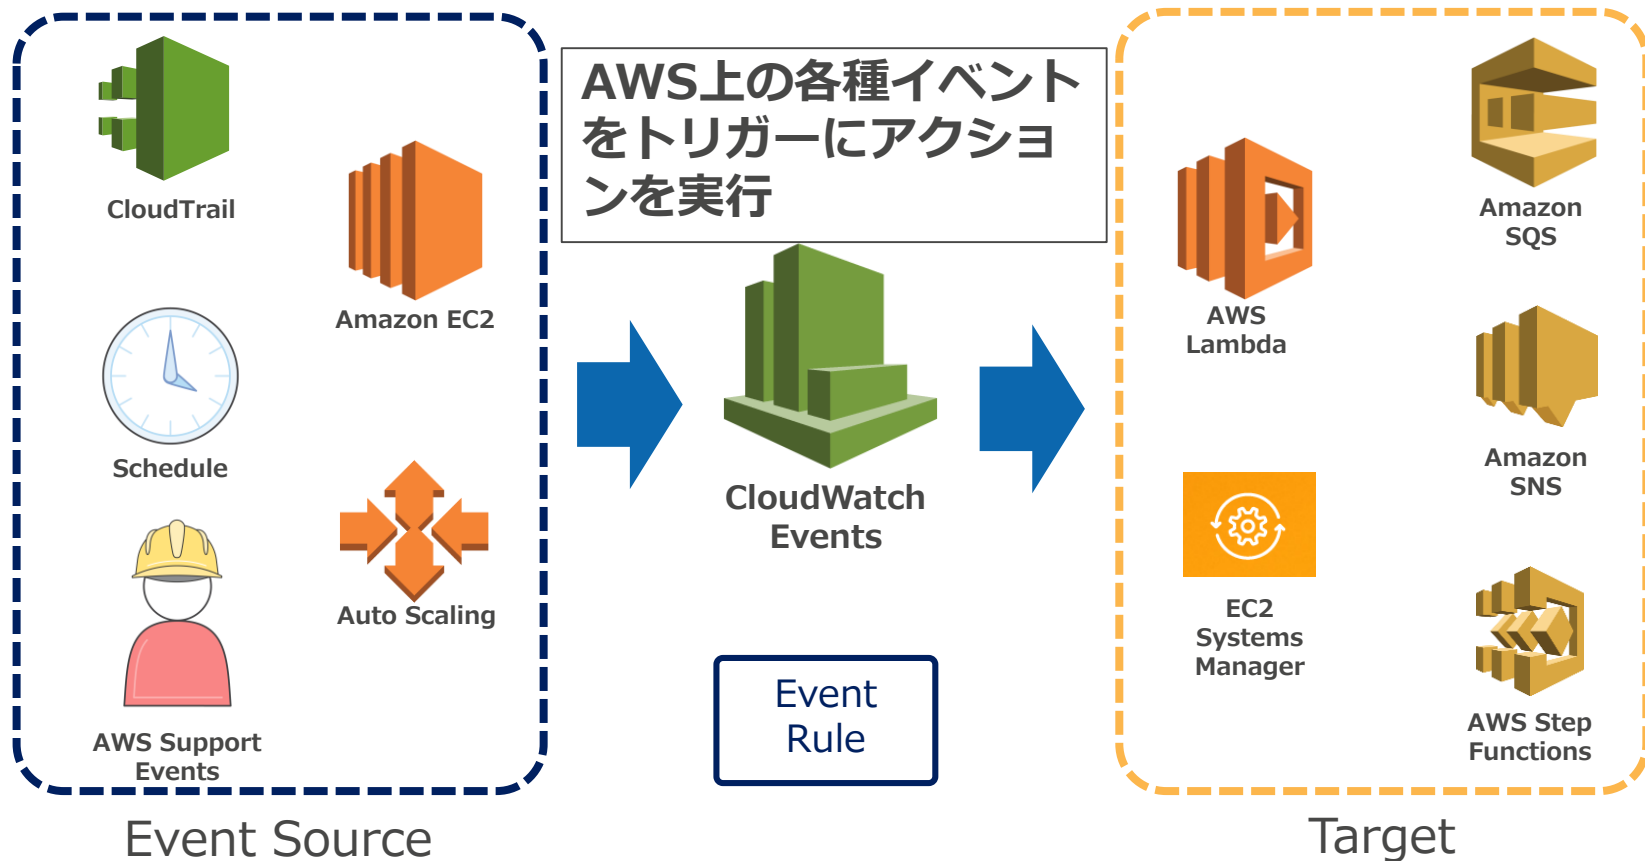 AWS上の各種イベント
をトリガーにアクショ
ンを実行
CloudTrail
Amazon EC2
Schedule
Auto Scaling
AWS Support
Events
Event Source
CloudWatch
Events
Event
Rule
AWS
Lambda
Amazon
SQS
Amazon
SNS
EC2
Systems
Manager
AWS Step
Functions
Target